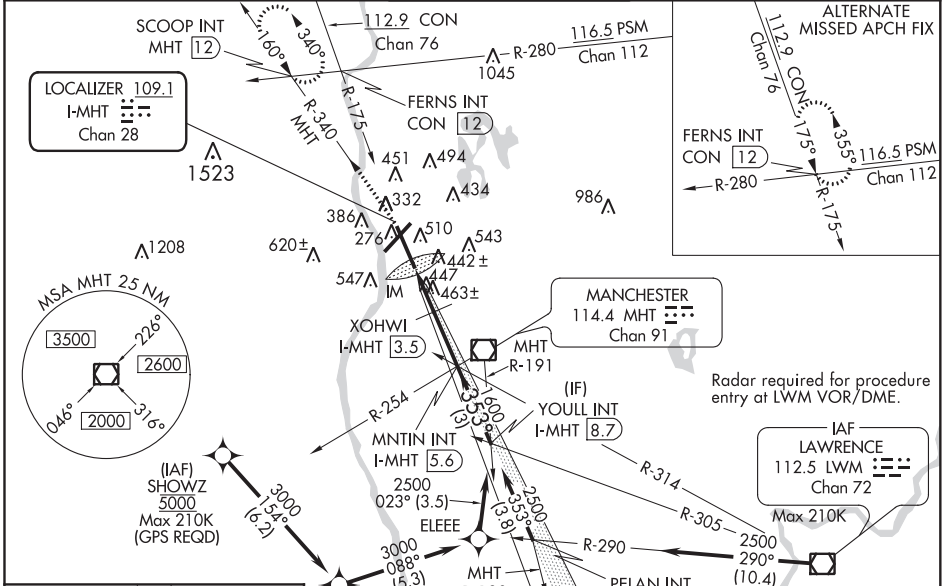 SCOOP INT
MHT 12
160°
340°
112.9 CON
Chan 76
R-280
116.5 PSM
Chan 112
1045
ALTERNATE
MISSED APCH FIX
112.9 CON
Chan 76
175°
355°
FERNS INT
CON 12
R-280
116.5 PSM
Chan 112
R-175
LOCALIZER 109.1
I-MHT
Chan 28
R-340
MHT
R-175
FERNS INT
CON 12
1523
451
494
332
434
386
276
510
986
543
1208
620±
442±
547
447
463±
IM
MSA MHT 25 NM
3500
226°
2600
046°
2000
316°
XOHWI
I-MHT 3.5
MANCHESTER
114.4 MHT
Chan 91
MHT
R-191
R-254
1600
353°
(3)
(IF)
YOULL INT
I-MHT 8.7
MNTIN INT
I-MHT 5.6
Radar required for procedure
entry at LWM VOR/DME.
IAF
LAWRENCE
112.5 LWM
Chan 72
Max 210K
R-314
R-305
(IAF)
SHOWZ
5000
Max 210K
(GPS REQD)
3000
154°
(6.2)
2500
023° (3.5)
ELEEE
2500
353°
(3.8)
R-290
2500
290°
(10.4)
3000
088°
(5.3)
MHT
PELAN INT